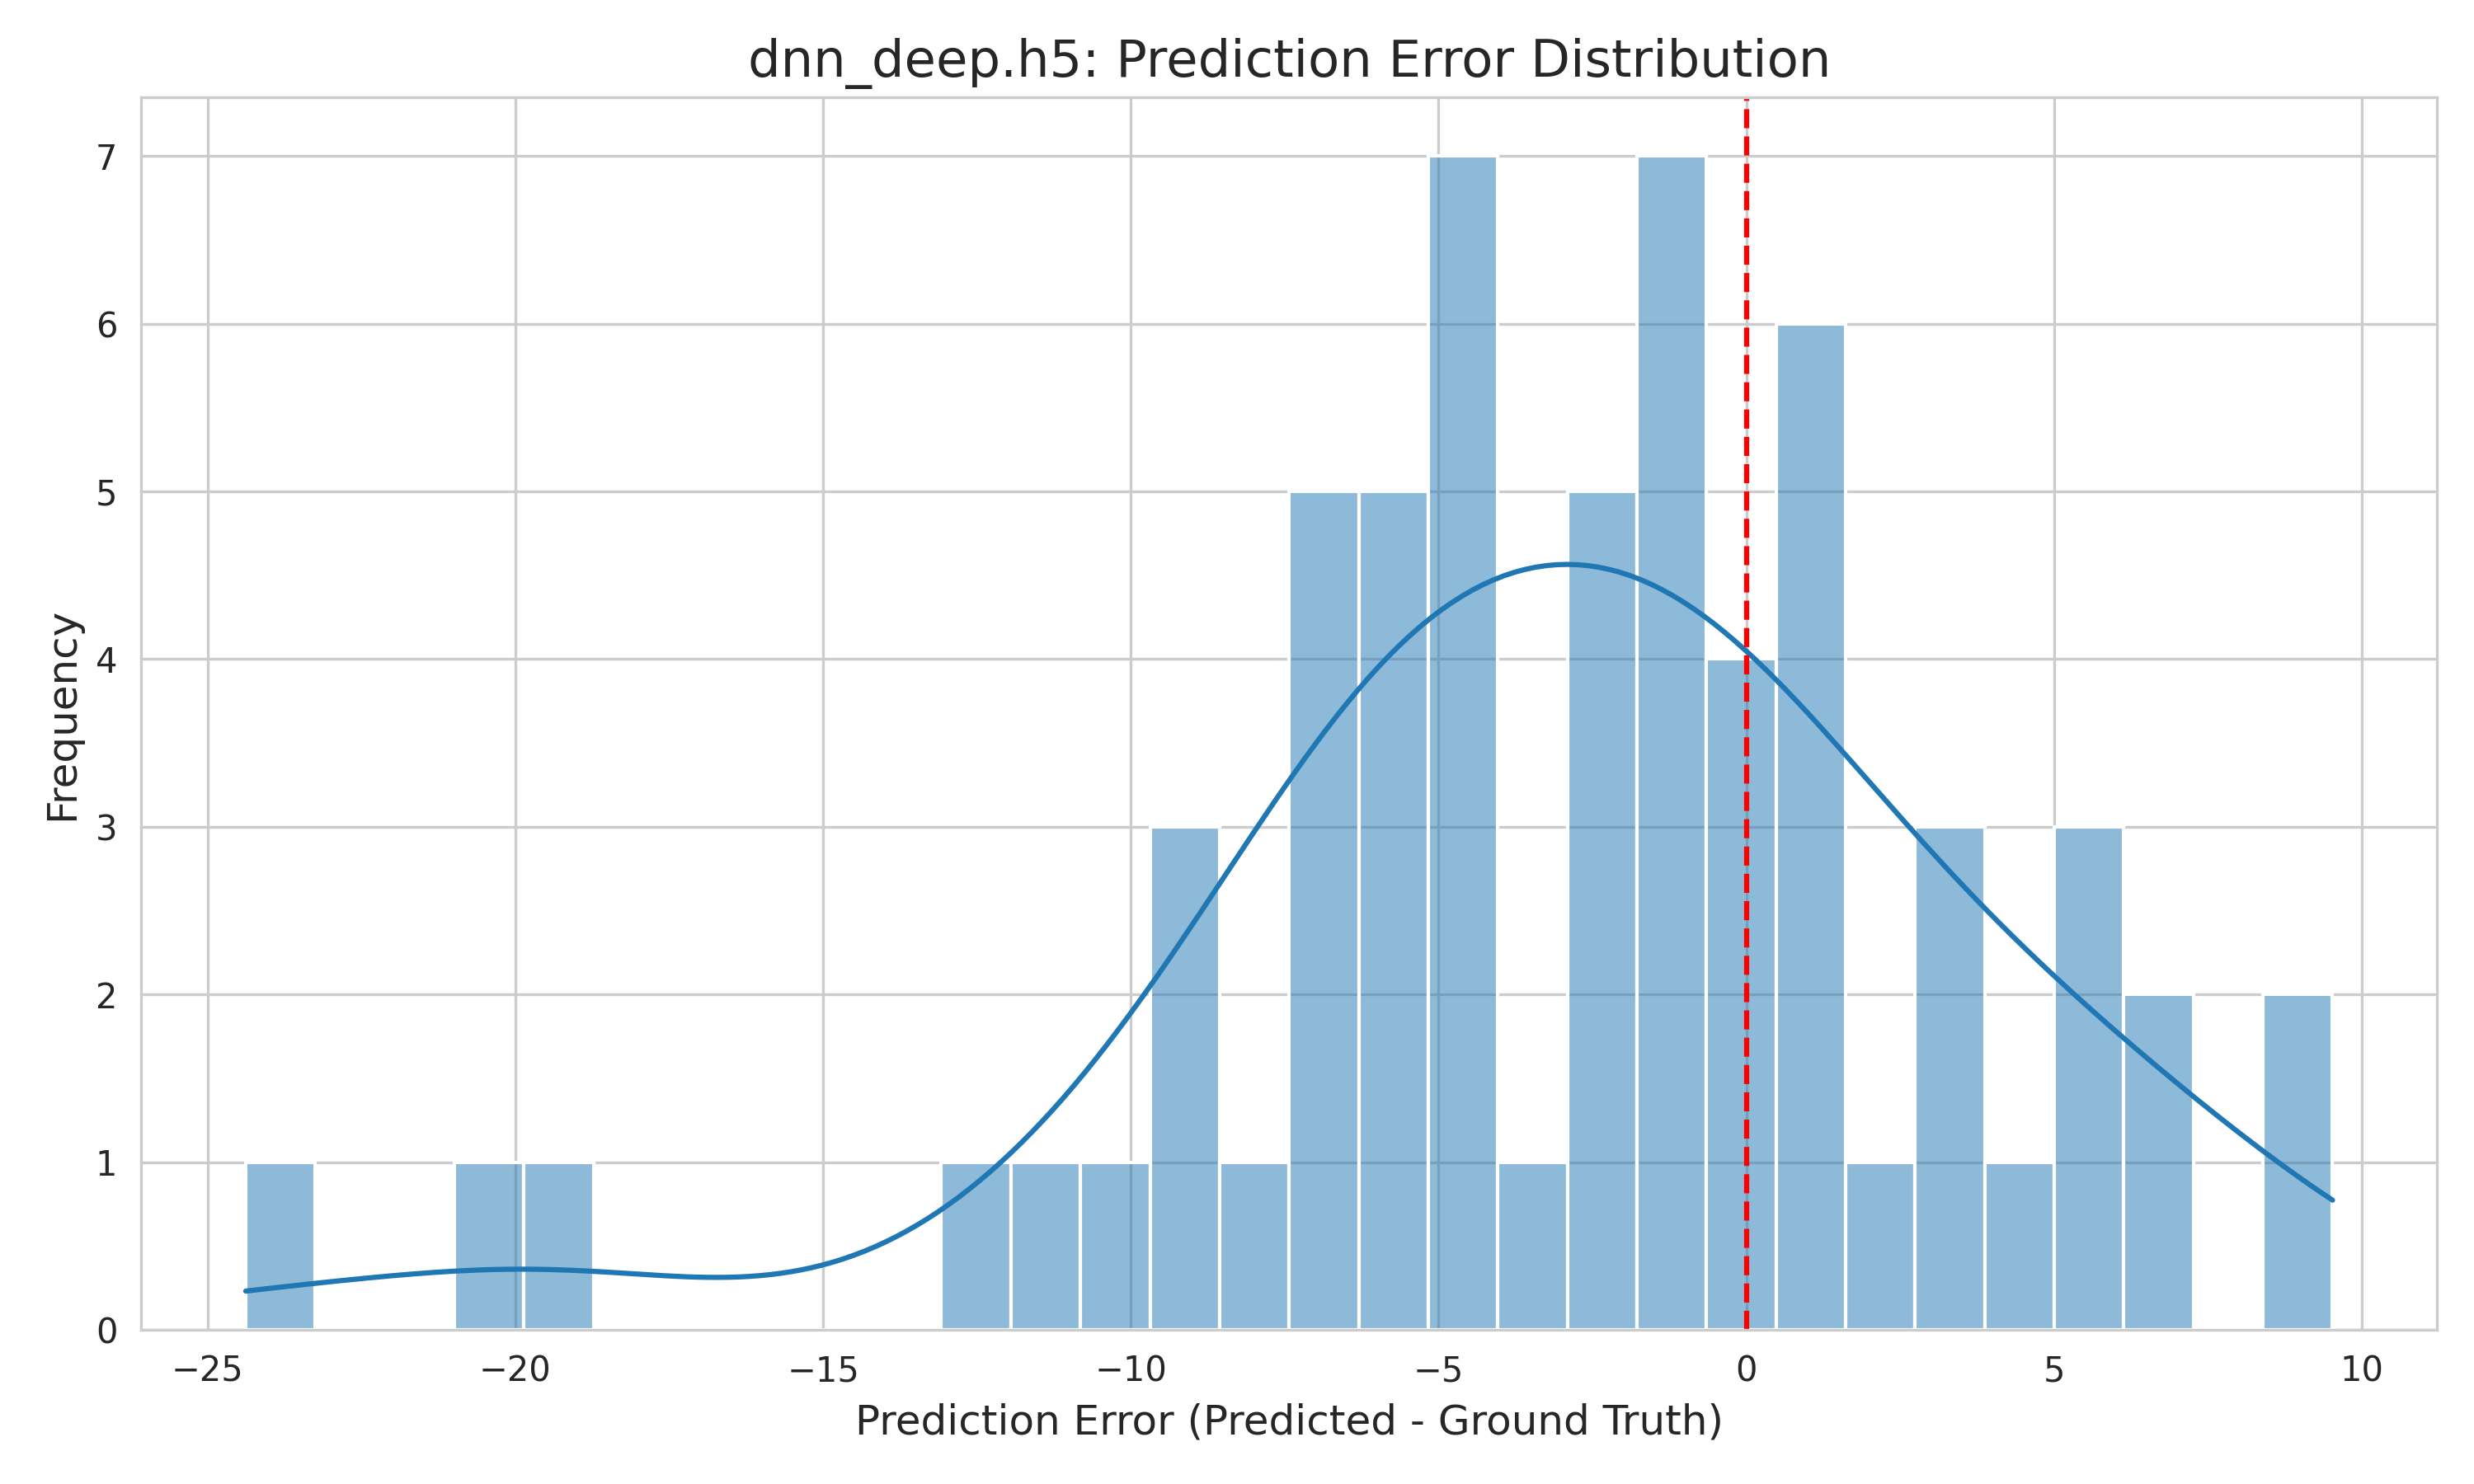 dnn_deep.h5: Prediction Error Distribution
Frequency
7
6
5
4
3
2
1
0
−25 −20 −15 −10 −5 0 5 10
Prediction Error (Predicted - Ground Truth)